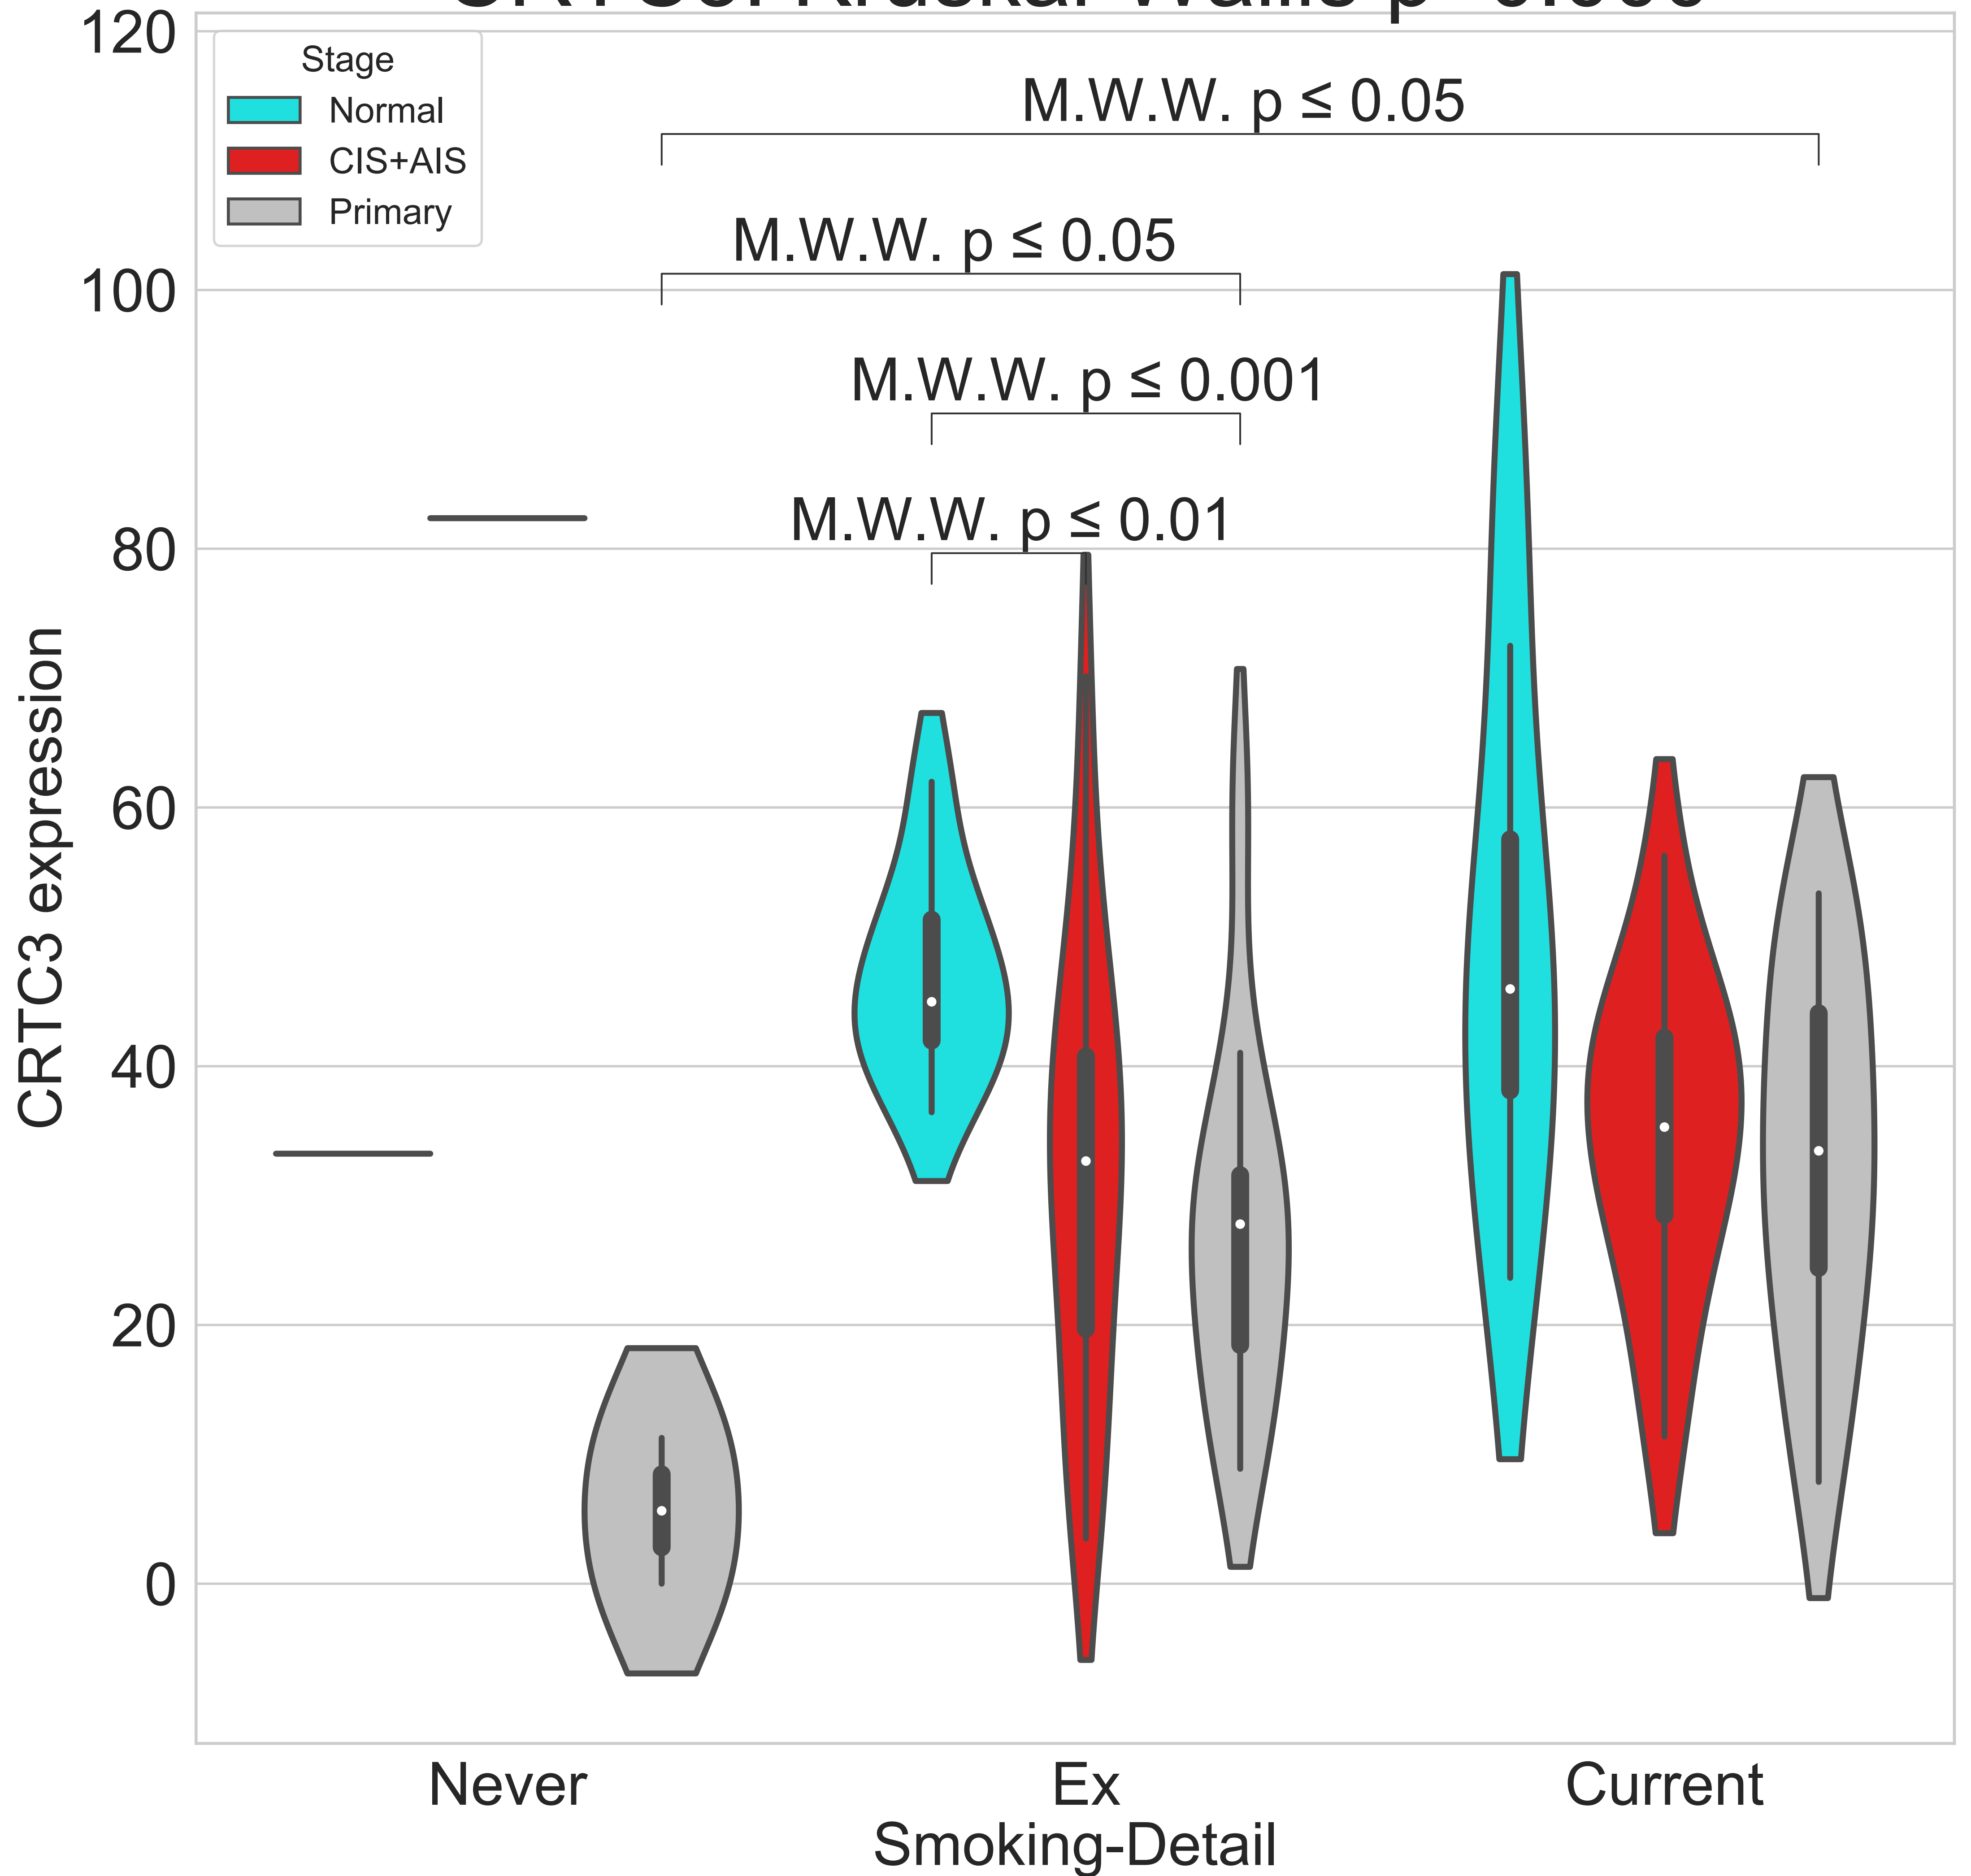 120
Stage
Normal
CIS+AIS
Primary
M.W.W. p ≤ 0.05
M.W.W. p ≤ 0.05
100
M.W.W. p ≤ 0.001
M.W.W. p ≤ 0.01
80
60
40
20
0
CRTC3 expression
Never
Ex
Current
Smoking-Detail